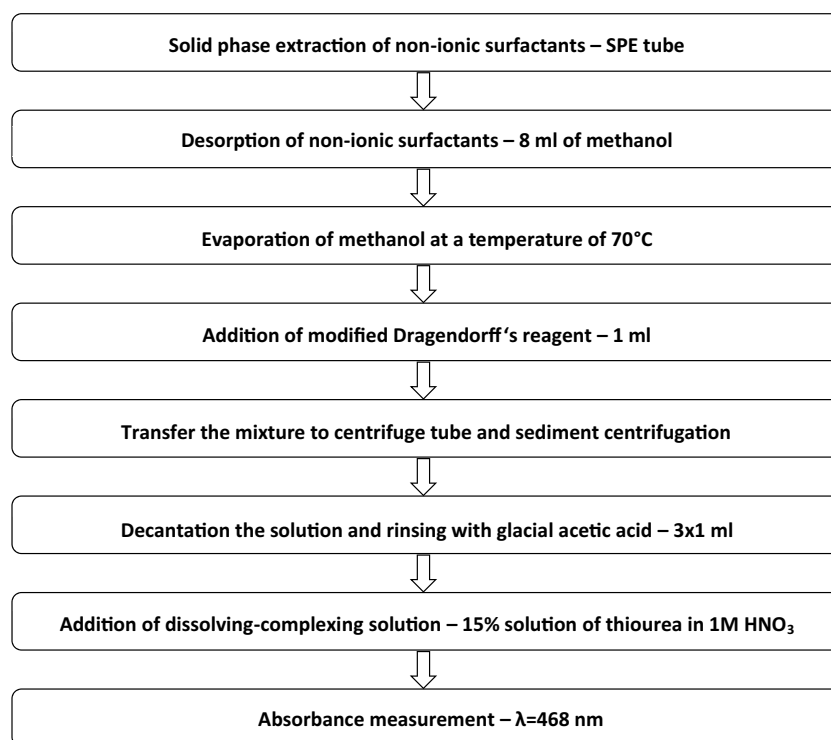 Solid phase extraction of non-ionic surfactants – SPE tube
Desorption of non-ionic surfactants – 8 ml of methanol
Evaporation of methanol at a temperature of 70°C
Addition of modified Dragendorff‘s reagent – 1 ml
Transfer the mixture to centrifuge tube and sediment centrifugation
Decantation the solution and rinsing with glacial acetic acid – 3x1 ml
Addition of dissolving-complexing solution – 15% solution of thiourea in 1M HNO₃
Absorbance measurement – λ=468 nm